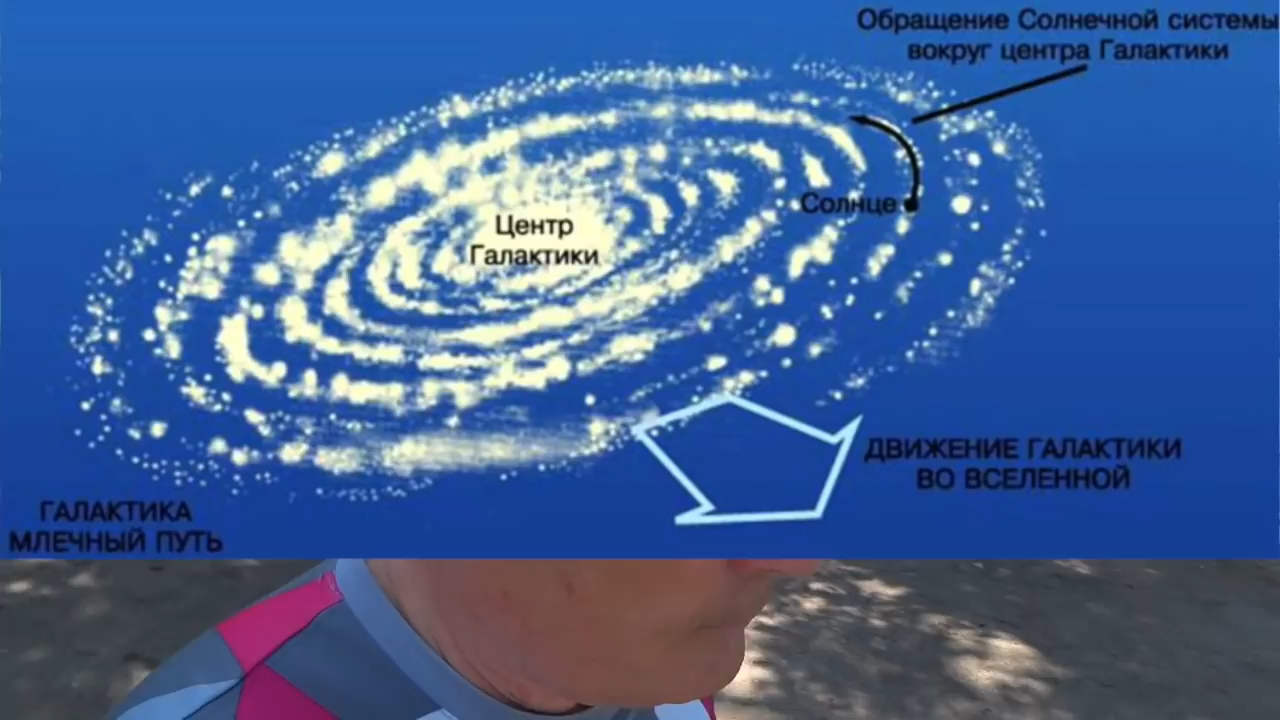 Обращение Солнечной системы
вокруг центра Галактики
Солнце
Центр
Галактики
ДВИЖЕНИЕ ГАЛАКТИКИ
ВО ВСЕЛЕННОЙ
ГАЛАКТИКА
МЛЕЧНЫЙ ПУТЬ